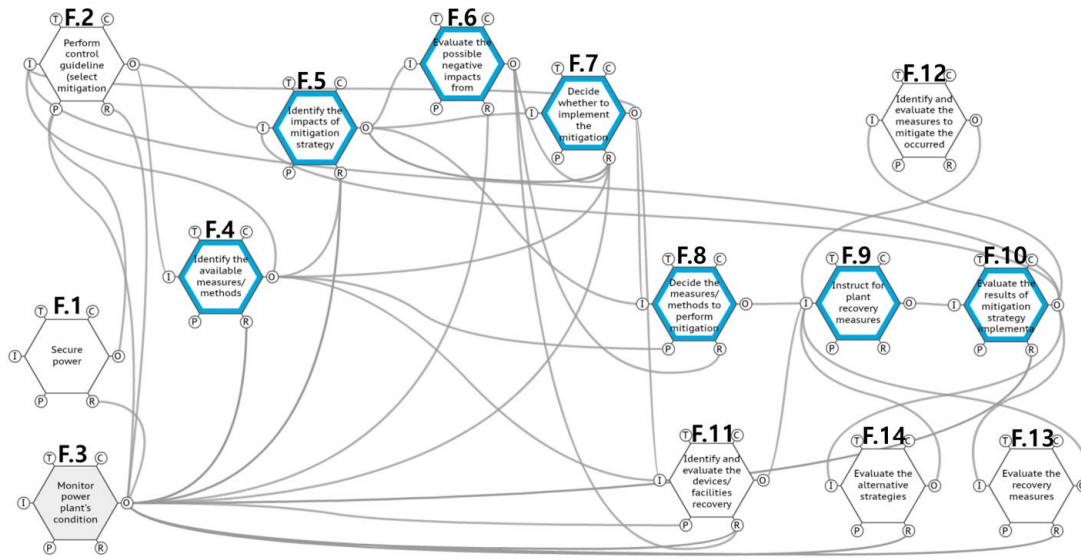 F.2
T C
Perform
control
guideline
(select
mitigation
I O
P R
F.6
T C
Evaluate the
possible
negative
impacts
from
I O
P R
F.5
T C
Identify the
impacts of
mitigation
strategy
I O
P R
F.7
T C
Decide
whether to
implement
the
mitigation
I O
P R
F.12
T C
Identify and
evaluate the
measures to
mitigate the
occurred
I O
P R
F.4
T C
Identify the
available
measures/
methods
I O
P R
F.8
T C
Decide the
measures/
methods to
perform
mitigation
I O
P R
F.9
T C
Instruct for
plant
recovery
measures
I O
P R
F.10
T C
Evaluate the
results of
mitigation
strategy
implementa
I O
P R
F.1
T C
Secure
power
I O
P R
F.3
T C
Monitor
power
plant's
condition
I O
P R
F.11
T C
Identify and
evaluate the
devices/
facilities
recovery
I O
P R
F.14
T C
Evaluate the
alternative
strategies
I O
P R
F.13
T C
Evaluate the
recovery
measures
I O
P R